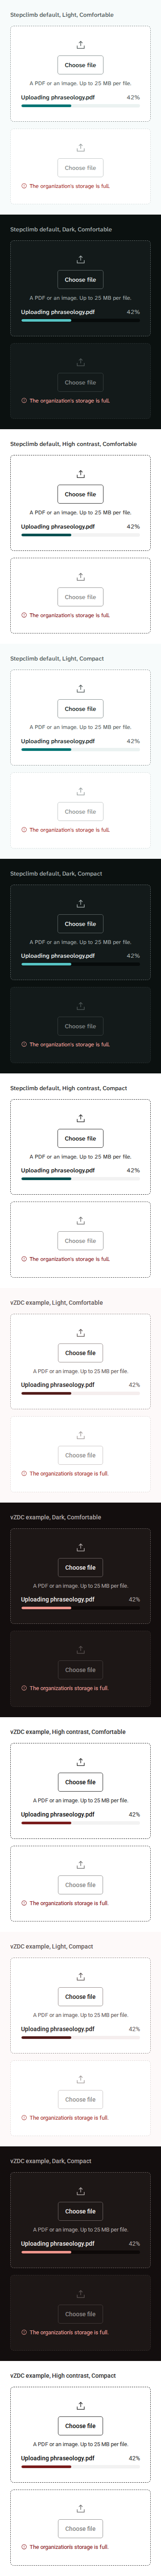 Stepclimb default, Light, Comfortable
Choose file
A PDF or an image. Up to 25 MB per file.
Uploading phraseology.pdf 42%
Choose file
The organization's storage is full.
Stepclimb default, Dark, Comfortable
Choose file
A PDF or an image. Up to 25 MB per file.
Uploading phraseology.pdf 42%
Choose file
The organization's storage is full.
Stepclimb default, High contrast, Comfortable
Choose file
A PDF or an image. Up to 25 MB per file.
Uploading phraseology.pdf 42%
Choose file
The organization's storage is full.
Stepclimb default, Light, Compact
Choose file
A PDF or an image. Up to 25 MB per file.
Uploading phraseology.pdf 42%
Choose file
The organization's storage is full.
Stepclimb default, Dark, Compact
Choose file
A PDF or an image. Up to 25 MB per file.
Uploading phraseology.pdf 42%
Choose file
The organization's storage is full.
Stepclimb default, High contrast, Compact
Choose file
A PDF or an image. Up to 25 MB per file.
Uploading phraseology.pdf 42%
Choose file
The organization's storage is full.
vZDC example, Light, Comfortable
Choose file
A PDF or an image. Up to 25 MB per file.
Uploading phraseology.pdf 42%
Choose file
The organization's storage is full.
vZDC example, Dark, Comfortable
Choose file
A PDF or an image. Up to 25 MB per file.
Uploading phraseology.pdf 42%
Choose file
The organization's storage is full.
vZDC example, High contrast, Comfortable
Choose file
A PDF or an image. Up to 25 MB per file.
Uploading phraseology.pdf 42%
Choose file
The organization's storage is full.
vZDC example, Light, Compact
Choose file
A PDF or an image. Up to 25 MB per file.
Uploading phraseology.pdf 42%
Choose file
The organization's storage is full.
vZDC example, Dark, Compact
Choose file
A PDF or an image. Up to 25 MB per file.
Uploading phraseology.pdf 42%
Choose file
The organization's storage is full.
vZDC example, High contrast, Compact
Choose file
A PDF or an image. Up to 25 MB per file.
Uploading phraseology.pdf 42%
Choose file
The organization's storage is full.